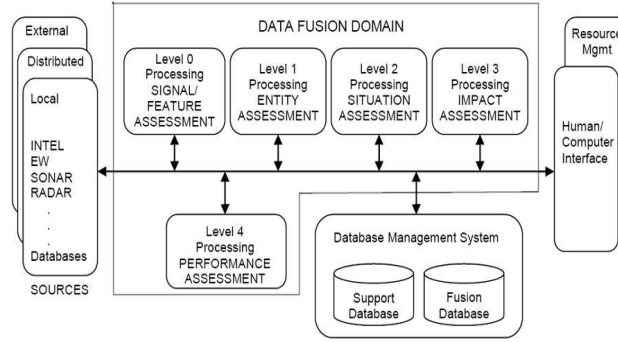 External
Distributed
Local
INTEL
EW
SONAR
RADAR
.
.
.
Databases
SOURCES
DATA FUSION DOMAIN
Level 0
Processing
SIGNAL/
FEATURE
ASSESSMENT
Level 1
Processing
ENTITY
ASSESSMENT
Level 2
Processing
SITUATION
ASSESSMENT
Level 3
Processing
IMPACT
ASSESSMENT
Level 4
Processing
PERFORMANCE
ASSESSMENT
Database Management System
Support
Database
Fusion
Database
Resource
Mgmt
Human/
Computer
Interface